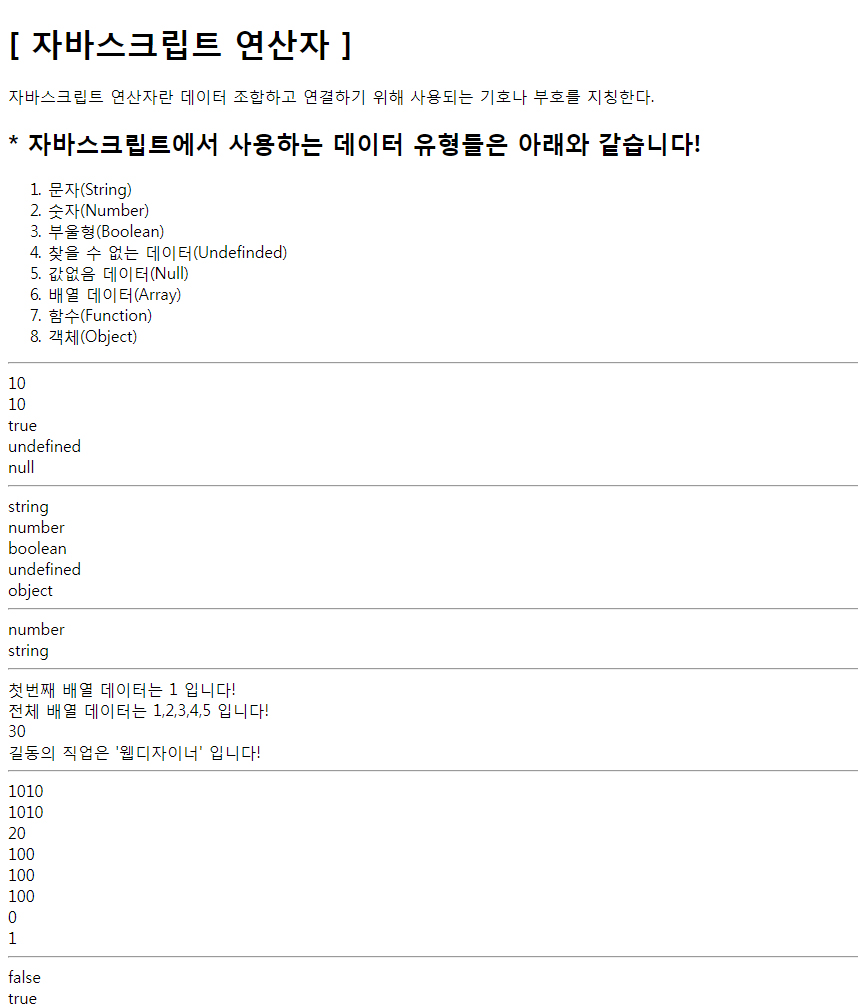 [ 자바스크립트 연산자 ]
자바스크립트 연산자란 데이터 조합하고 연결하기 위해 사용되는 기호나 부호를 지칭한다.
* 자바스크립트에서 사용하는 데이터 유형들은 아래와 같습니다!
1. 문자(String)
2. 숫자(Number)
3. 부울형(Boolean)
4. 찾을 수 없는 데이터(Undefinded)
5. 값없음 데이터(Null)
6. 배열 데이터(Array)
7. 함수(Function)
8. 객체(Object)
10
10
true
undefined
null
string
number
boolean
undefined
object
number
string
첫번째 배열 데이터는 1 입니다!
전체 배열 데이터는 1,2,3,4,5 입니다!
30
길동의 직업은 '웹디자이너' 입니다!
1010
1010
20
100
100
100
0
1
false
true